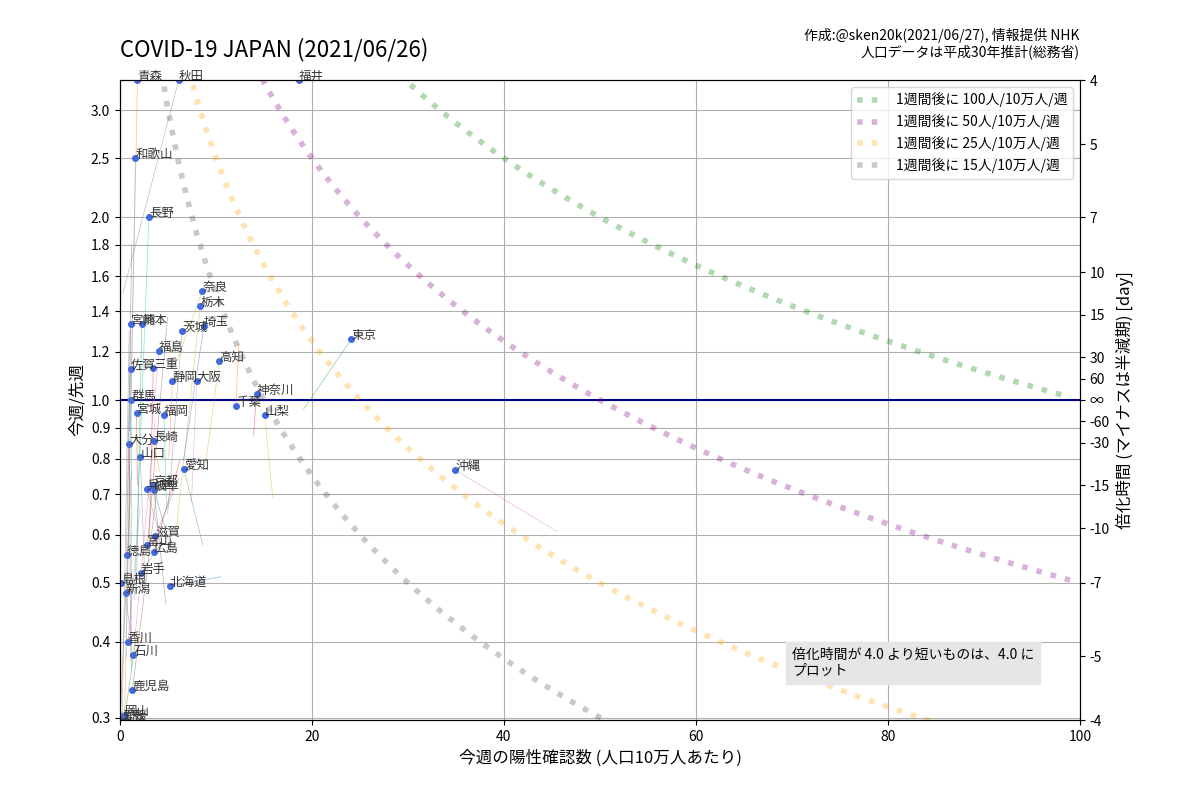 COVID-19 JAPAN (2021/06/26)
作成:@sken20k(2021/06/27), 情報提供 NHK
人口データは平成30年推計(総務省)
1週間後に 100人/10万人/週
1週間後に 50人/10万人/週
1週間後に 25人/10万人/週
1週間後に 15人/10万人/週
青森
秋田
福井
和歌山
長野
奈良
栃木
埼玉
茨城
東京
福島
高知
佐賀
三重
静岡
大阪
神奈川
群馬
千葉
宮城
福岡
山梨
大分
長崎
山口
愛知
沖縄
京都
滋賀
富山
広島
徳島
岩手
島根
北海道
新潟
香川
石川
鹿児島
岡山
倍化時間が 4.0 より短いものは、4.0 に
プロット
3.0
2.5
2.0
1.8
1.6
1.4
1.2
1.0
0.9
0.8
0.7
0.6
0.5
0.4
0.3
今週/先週
4
5
7
10
15
30
60
∞
-60
-30
-15
-10
-7
-5
-4
倍化時間 (マイナスは半減期) [day]
0
20
40
60
80
100
今週の陽性確認数 (人口10万人あたり)